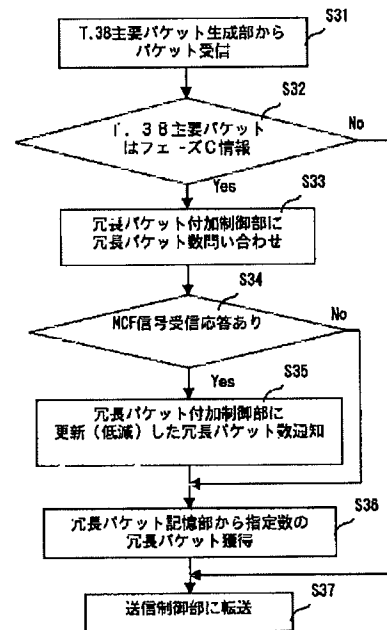 S31
T.38主要パケット生成部から
パケット受信
S32
T. 38主要パケット
はフェーズC情報
No
Yes
S33
冗長パケット付加制御部に
冗長パケット数問い合わせ
S34
MCF信号受信応答あり
No
Yes
S35
冗長パケット付加制御部に
更新（低減）した冗長パケット数通知
S36
冗長パケット記憶部から指定数の
冗長パケット獲得
S37
送信制御部に転送